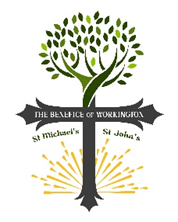 THE BENEFICE OF WORKINGTON
St Michael's St John's